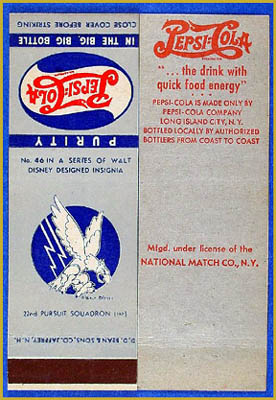 CLOSE COVER BEFORE STRIKING
IN THE BIG, BIG BOTTLE
PEPSI-COLA
PURITY
No. 46 IN A SERIES OF WALT
DISNEY DESIGNED INSIGNIA
22nd PURSUIT SQUADRON (INT)
D. D. BEAN & SONS, CO., JAFFREY, N.H.
PEPSI-COLA
"... the drink with
quick food energy"
PEPSI-COLA IS MADE ONLY BY
PEPSI-COLA COMPANY
LONG ISLAND CITY, N.Y.
BOTTLED LOCALLY BY AUTHORIZED
BOTTLERS FROM COAST TO COAST
Mfgd. under license of the
NATIONAL MATCH CO., N.Y.